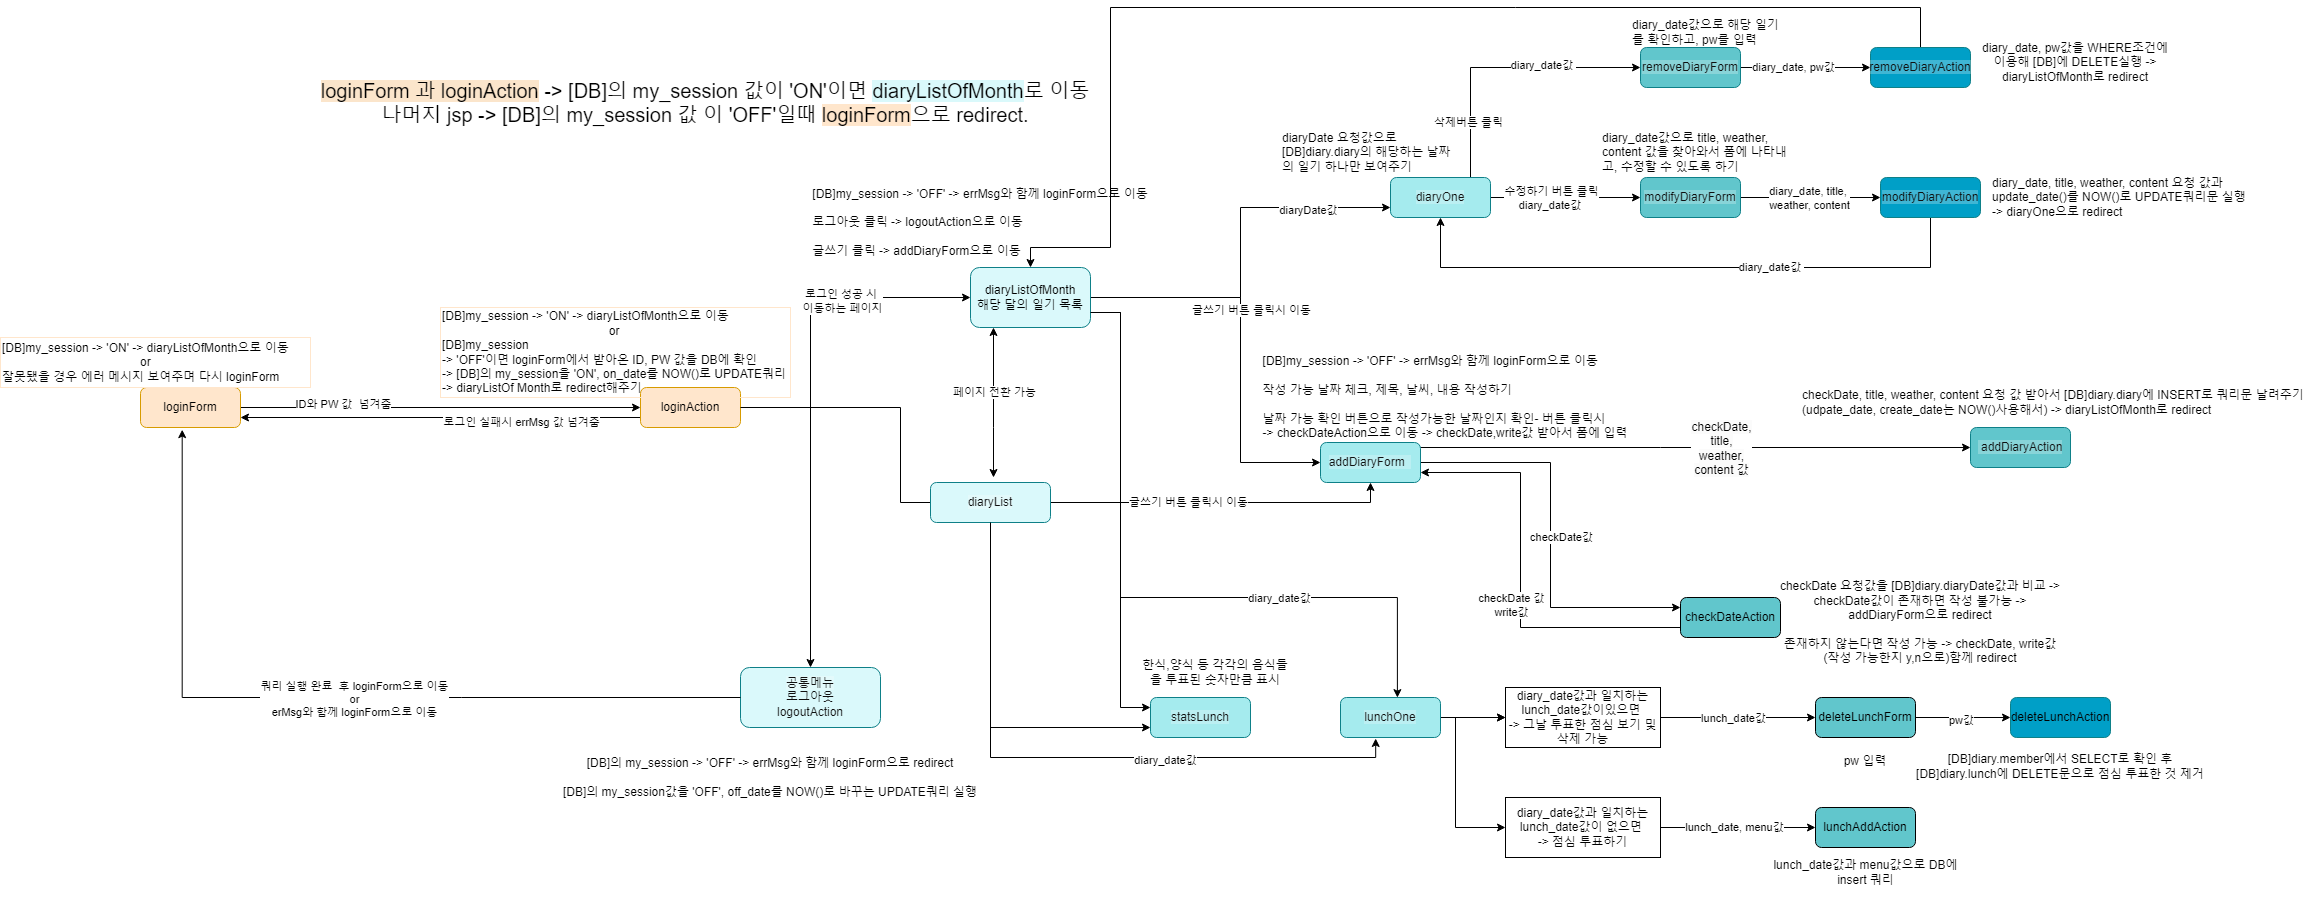 loginForm 과 loginAction -> [DB]의 my_session 값이 'ON'이면 diaryListOfMonth로 이동
나머지 jsp -> [DB]의 my_session 값 이 'OFF'일때 loginForm으로 redirect.
diary_date값으로 해당 일기
를 확인하고, pw를 입력
diary_date값
removeDiaryForm
diary_date, pw값
removeDiaryAction
diary_date, pw값을 WHERE조건에
이용해 [DB]에 DELETE실행 ->
diaryListOfMonth로 redirect
삭제버튼 클릭
diaryDate 요청값으로
[DB]diary.diary의 해당하는 날짜
의 일기 하나만 보여주기
diary_date값으로 title, weather,
content 값을 찾아와서 폼에 나타내
고, 수정할 수 있도록 하기
diaryDate값
diaryOne
수정하기 버튼 클릭
diary_date값
modifyDiaryForm
diary_date, title,
weather, content
modifyDiaryAction
diary_date, title, weather, content 요청 값과
update_date()를 NOW()로 UPDATE쿼리문 실행
-> diaryOne으로 redirect
diary_date값
[DB]my_session -> 'OFF' -> errMsg와 함께 loginForm으로 이동
로그아웃 클릭 -> logoutAction으로 이동
글쓰기 클릭 -> addDiaryForm으로 이동
로그인 성공 시
이동하는 페이지
diaryListOfMonth
해당 달의 일기 목록
글쓰기 버튼 클릭시 이동
[DB]my_session -> 'ON' -> diaryListOfMonth으로 이동
or
[DB]my_session
-> 'OFF'이면 loginForm에서 받아온 ID, PW 값을 DB에 확인
-> [DB]의 my_session을 'ON', on_date를 NOW()로 UPDATE쿼리
-> diaryListOf Month로 redirect해주기
[DB]my_session -> 'ON' -> diaryListOfMonth으로 이동
or
잘못됐을 경우 에러 메시지 보여주며 다시 loginForm
loginForm
ID와 PW 값  넘겨줌
로그인 실패시 errMsg 값 넘겨줌
loginAction
페이지 전환 가능
diaryList
글쓰기 버튼 클릭시 이동
[DB]my_session -> 'OFF' -> errMsg와 함께 loginForm으로 이동
작성 가능 날짜 체크, 제목, 날씨, 내용 작성하기
날짜 가능 확인 버튼으로 작성가능한 날짜인지 확인- 버튼 클릭시
-> checkDateAction으로 이동 -> checkDate,write값 받아서 폼에 입력
addDiaryForm
checkDate,
title,
weather,
content 값
checkDate, title, weather, content 요청 값 받아서 [DB]diary.diary에 INSERT로 쿼리문 날려주기
(udpate_date, create_date는 NOW()사용해서) -> diaryListOfMonth로 redirect
addDiaryAction
checkDate값
checkDate 값
write값
checkDateAction
checkDate 요청값을 [DB]diary.diaryDate값과 비교 ->
checkDate값이 존재하면 작성 불가능 ->
addDiaryForm으로 redirect
존재하지 않는다면 작성 가능 -> checkDate, write값
(작성 가능한지 y,n으로)함께 redirect
diary_date값
쿼리 실행 완료  후 loginForm으로 이동
or
erMsg와 함께 loginForm으로 이동
공통메뉴
로그아웃
logoutAction
[DB]의 my_session -> 'OFF' -> errMsg와 함께 loginForm으로 redirect
[DB]의 my_session값을 'OFF', off_date를 NOW()로 바꾸는 UPDATE쿼리 실행
한식,양식 등 각각의 음식들
을 투표된 숫자만큼 표시
statsLunch
diary_date값
lunchOne
diary_date값과 일치하는
lunch_date값이있으면
-> 그날 투표한 점심 보기 및
삭제 가능
lunch_date값
deleteLunchForm
pw 입력
pw값
deleteLunchAction
[DB]diary.member에서 SELECT로 확인 후
[DB]diary.lunch에 DELETE문으로 점심 투표한 것 제거
diary_date값과 일치하는
lunch_date값이 없으면
-> 점심 투표하기
lunch_date, menu값
lunchAddAction
lunch_date값과 menu값으로 DB에
insert 쿼리